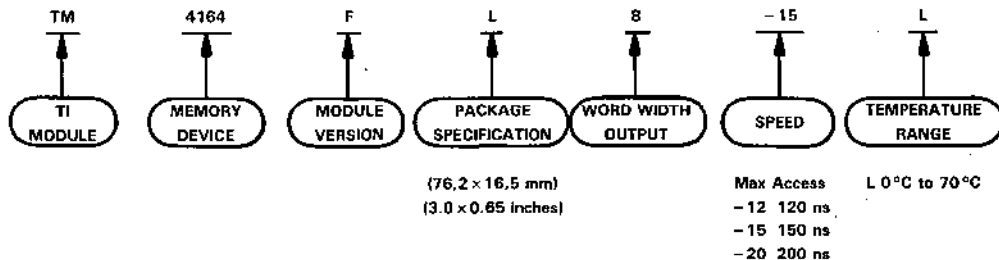 TM 4164 F L 8 -15 L
TI MODULE
MEMORY DEVICE
MODULE VERSION
PACKAGE SPECIFICATION
WORD WIDTH OUTPUT
SPEED
TEMPERATURE RANGE
(76,2 × 16,5 mm)
(3.0 × 0.65 inches)
Max Access
-12 120 ns
-15 150 ns
-20 200 ns
L 0°C to 70°C